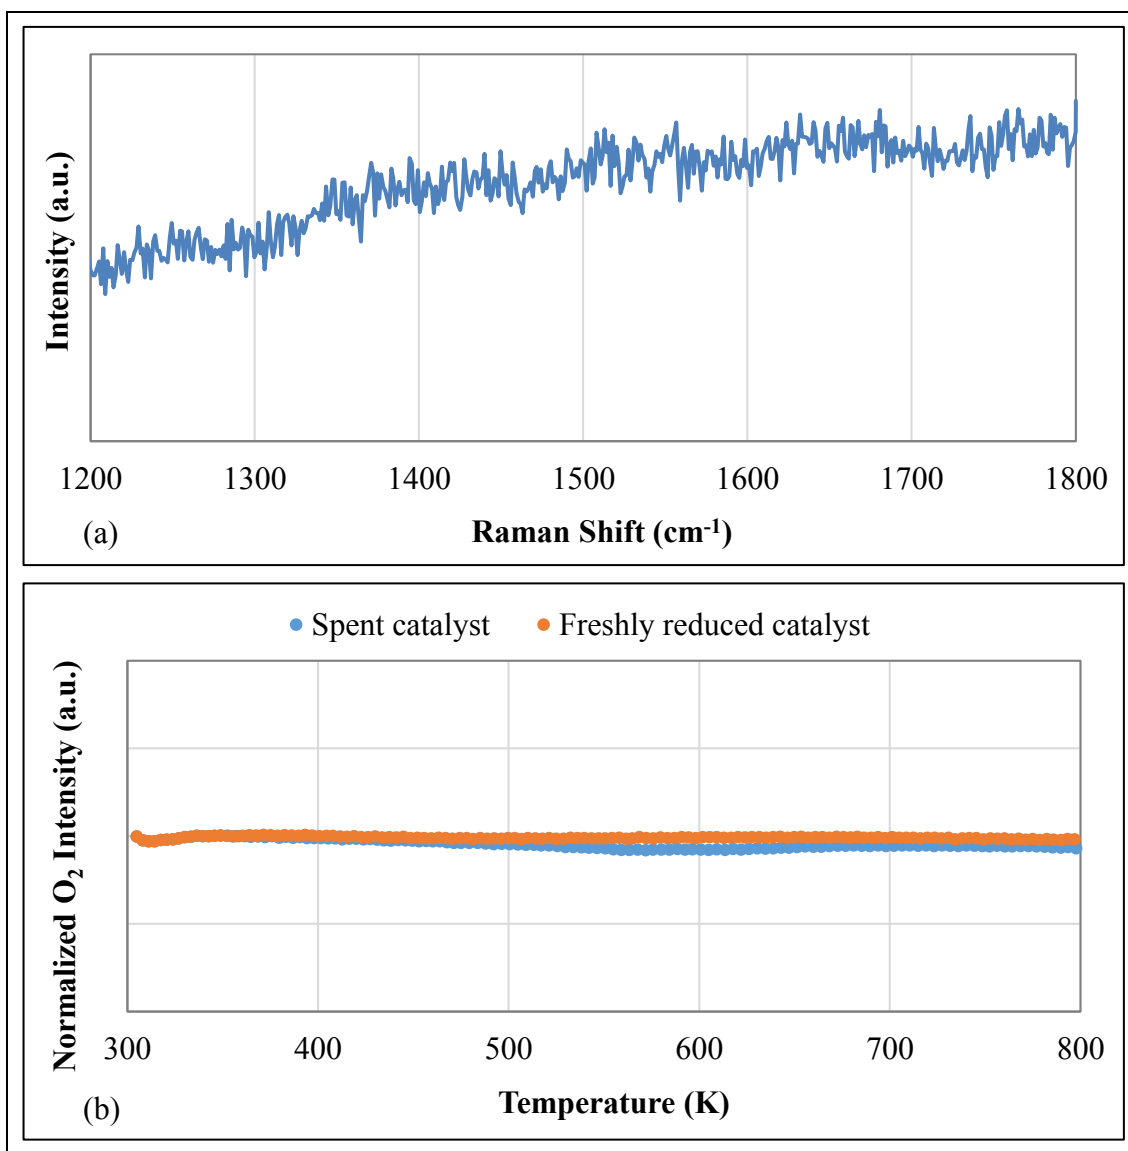 Intensity (a.u.)
1200 1300 1400 1500 1600 1700 1800
(a)
Raman Shift (cm⁻¹)
Spent catalyst Freshly reduced catalyst
Normalized O₂ Intensity (a.u.)
300 400 500 600 700 800
(b)
Temperature (K)